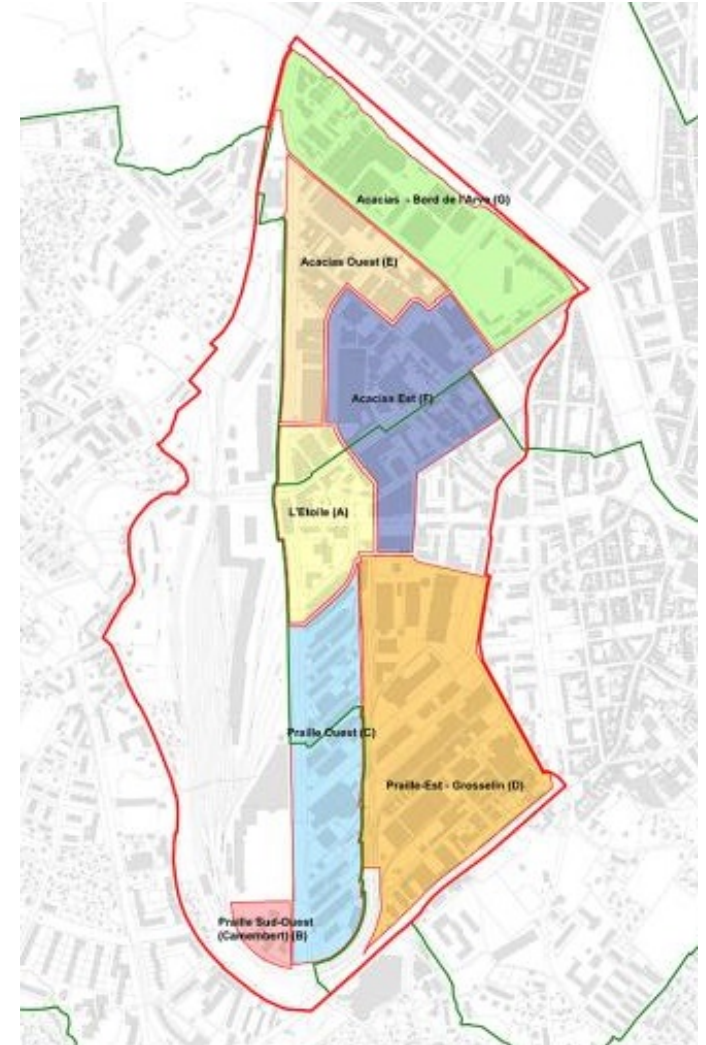 Acacias - Bord de l'Arve (G)
Acacias Ouest (E)
Acacias Est (F)
L'Etoile (A)
Praille Ouest (C)
Praille-Est - Grosselin (D)
Praille Sud-Ouest
(Camembert) (B)